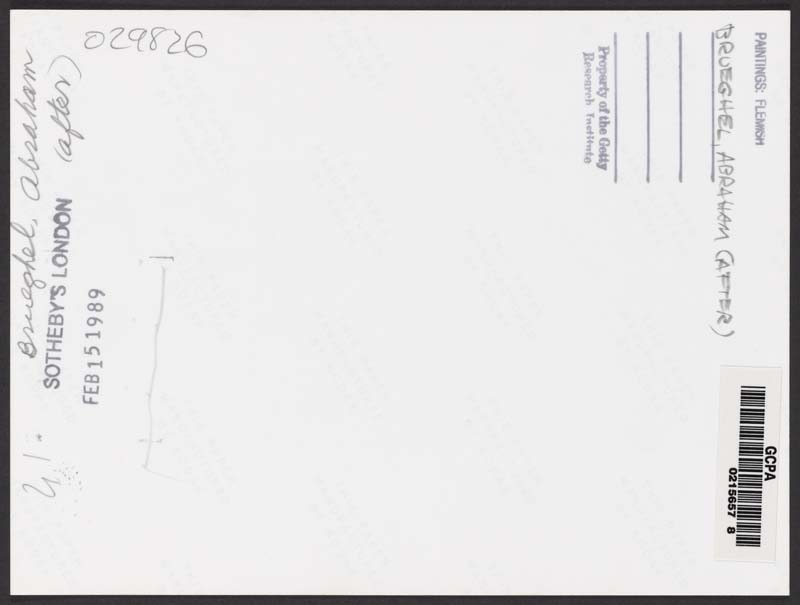 029826
Brueghel, Abraham
(after)
SOTHEBY'S LONDON
FEB 15 1989
PAINTINGS: FLEMISH
BRUEGHEL, ABRAHAM (AFTER)
Property of the Getty
Research Institute
GCPA
0215657 8